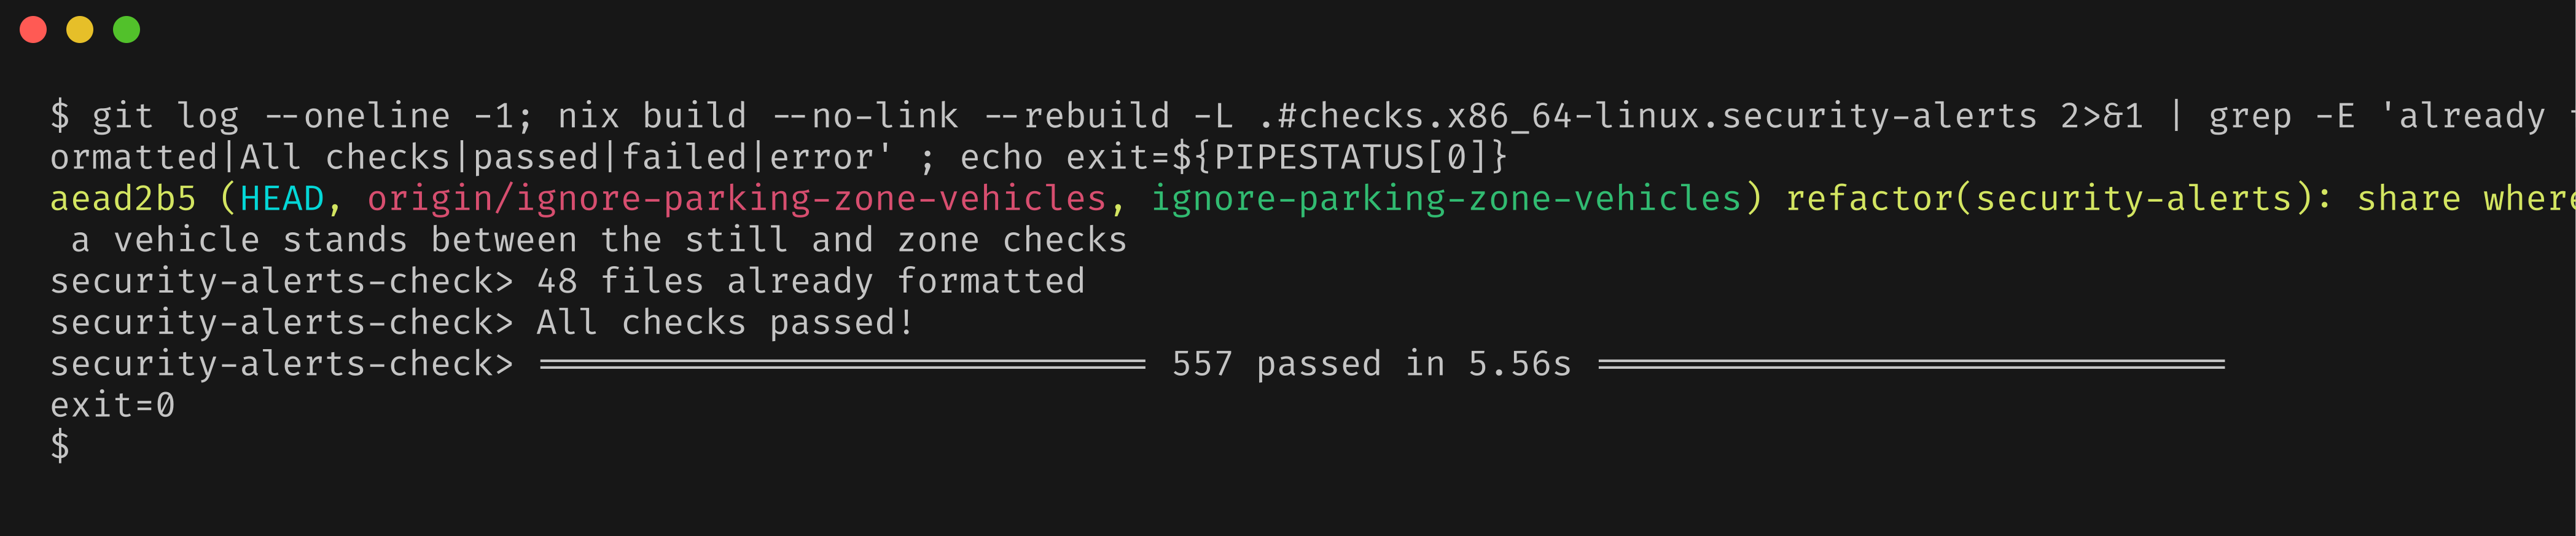 $ git log --oneline -1; nix build --no-link --rebuild -L .#checks.x86_64-linux.security-alerts 2>&1 | grep -E 'already
ormatted|All checks|passed|failed|error' ; echo exit=${PIPESTATUS[0]}
aead2b5 (HEAD, origin/ignore-parking-zone-vehicles, ignore-parking-zone-vehicles) refactor(security-alerts): share where
a vehicle stands between the still and zone checks
security-alerts-check> 48 files already formatted
security-alerts-check> All checks passed!
security-alerts-check> ============================= 557 passed in 5.56s ==============================
exit=0
$